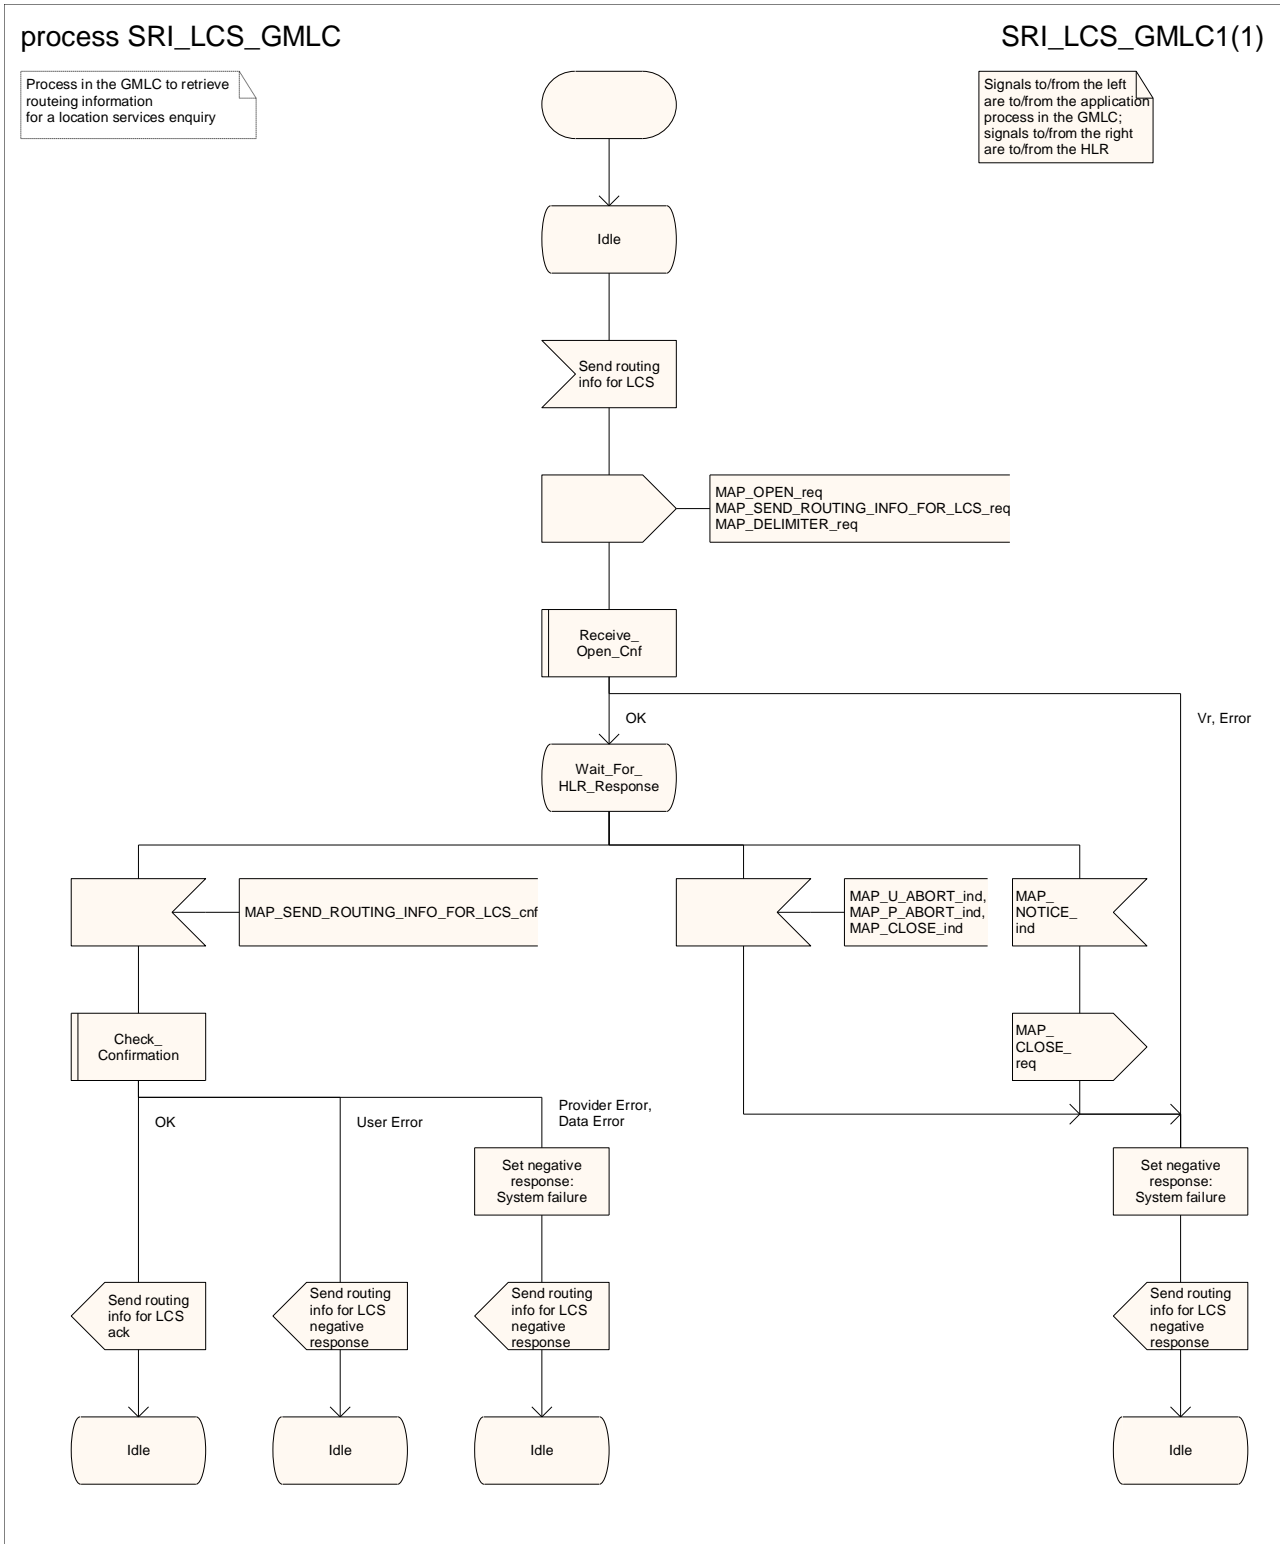 process SRI_LCS_GMLC
SRI_LCS_GMLC1(1)
Process in the GMLC to retrieve
routeing information
for a location services enquiry
Signals to/from the left
are to/from the application
process in the GMLC;
signals to/from the right
are to/from the HLR
Idle
Send routing
info for LCS
MAP_OPEN_req
MAP_SEND_ROUTING_INFO_FOR_LCS_req
MAP_DELIMITER_req
Receive_
Open_Cnf
OK
Vr, Error
Wait_For_
HLR_Response
MAP_SEND_ROUTING_INFO_FOR_LCS_cnf
MAP_U_ABORT_ind,
MAP_P_ABORT_ind,
MAP_CLOSE_ind
MAP_
NOTICE_
ind
Check_
Confirmation
MAP_
CLOSE_
req
OK
User Error
Provider Error,
Data Error
Set negative
response:
System failure
Set negative
response:
System failure
Send routing
info for LCS
ack
Send routing
info for LCS
negative
response
Send routing
info for LCS
negative
response
Send routing
info for LCS
negative
response
Idle
Idle
Idle
Idle